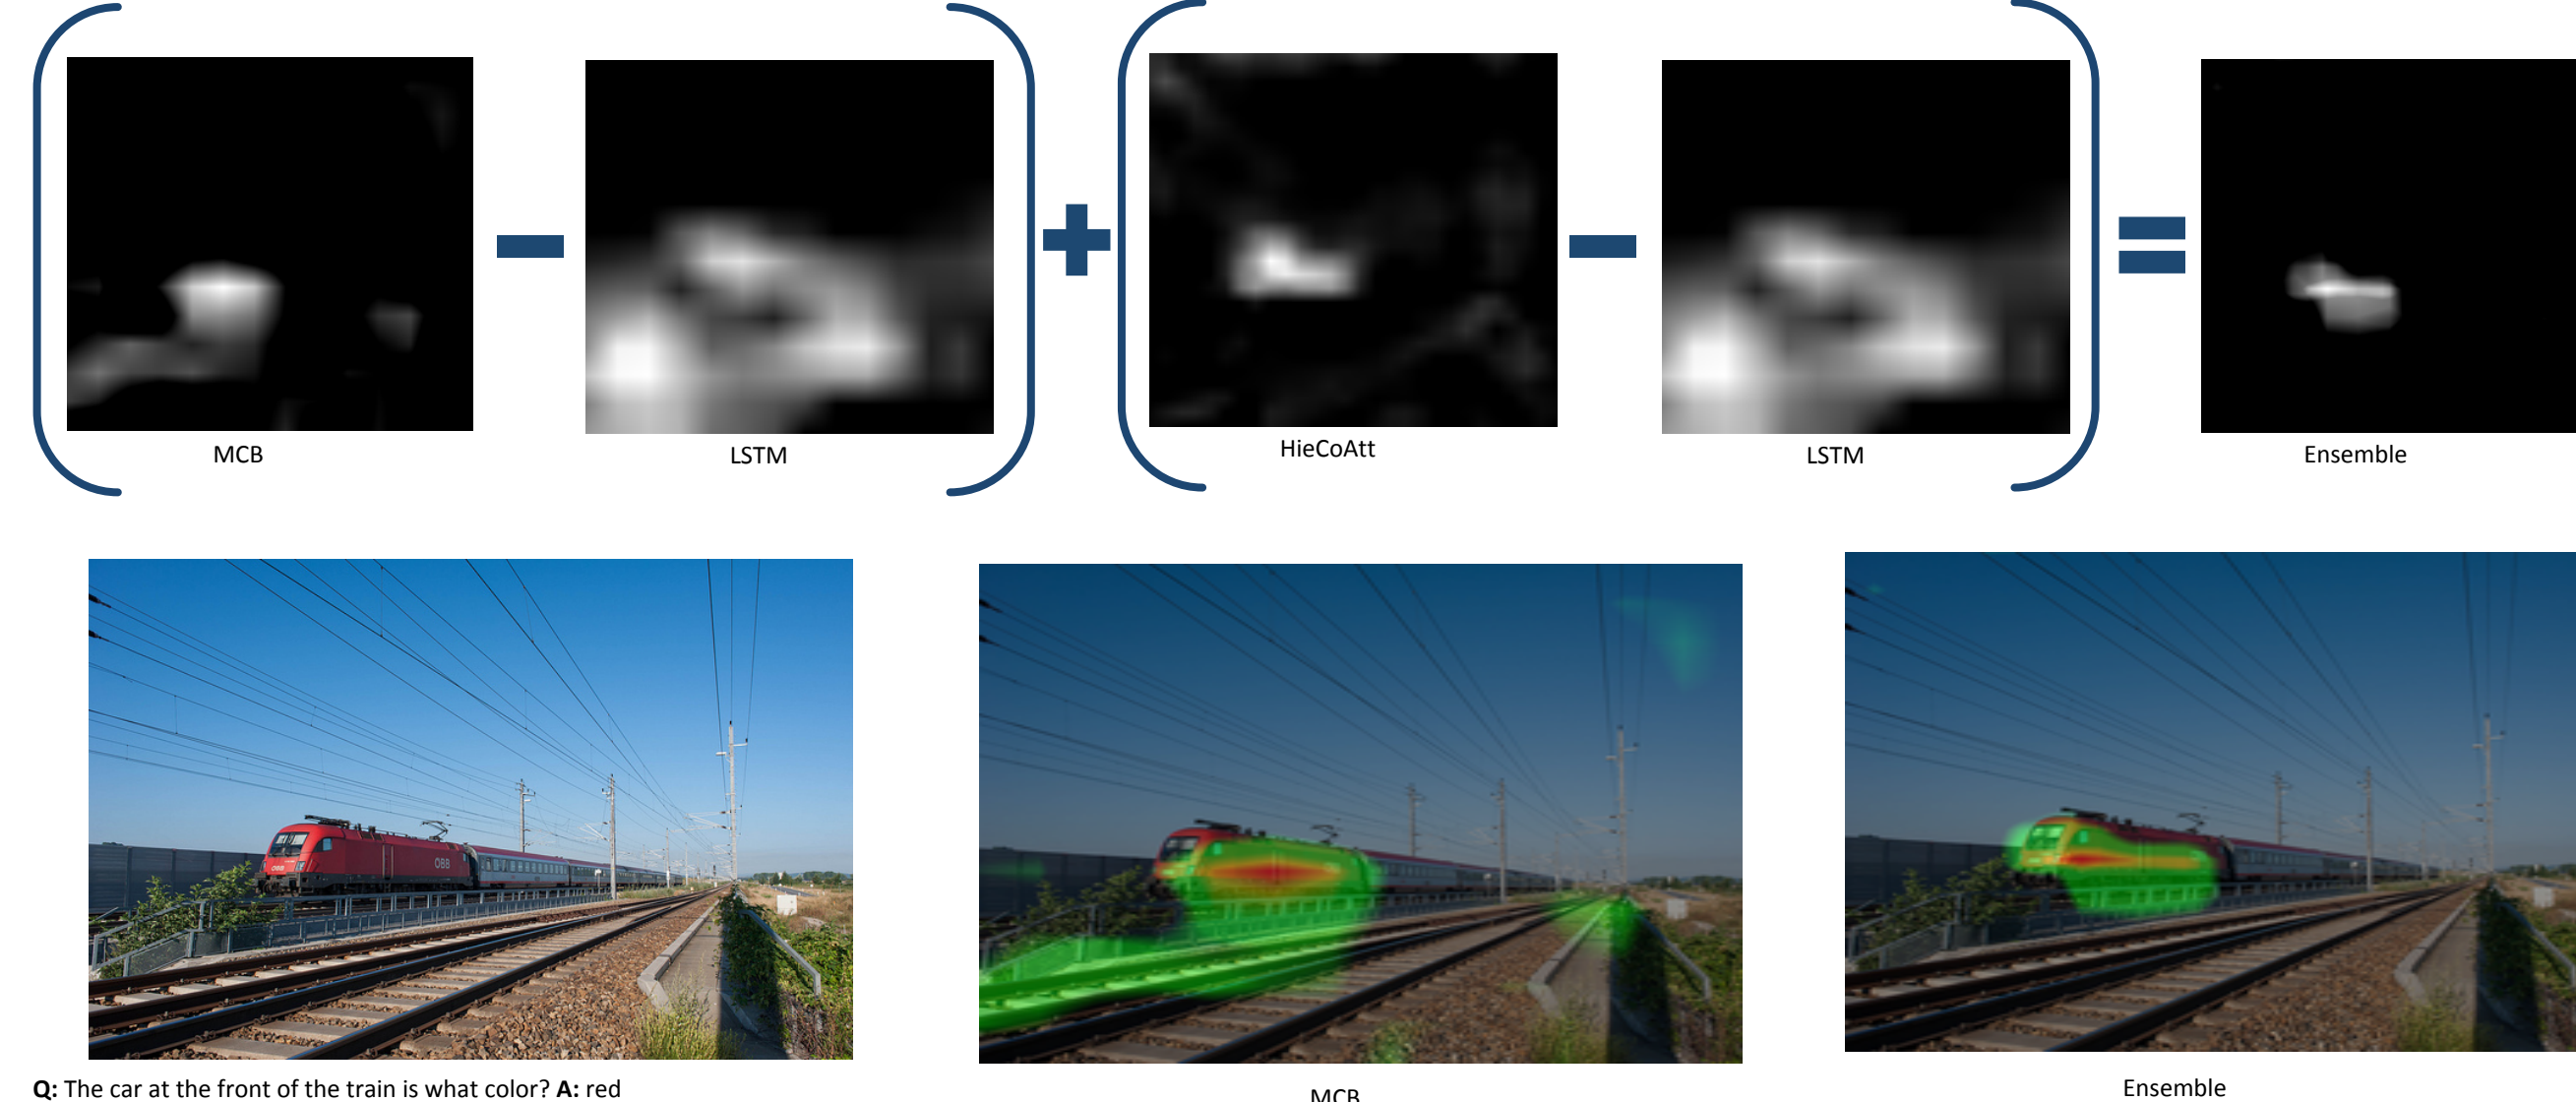 MCB
LSTM
HieCoAtt
LSTM
Ensemble
ÖBB
ÖBB
Q: The car at the front of the train is what color? A: red
MCB
Ensemble